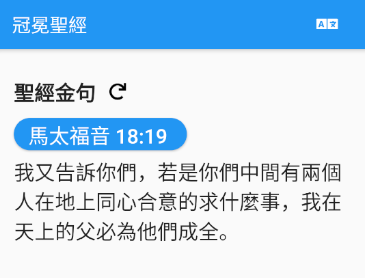 冠冕聖經
聖經金句
馬太福音 18:19
我又告訴你們，若是你們中間有兩個
人在地上同心合意的求什麼事，我在
天上的父必為他們成全。